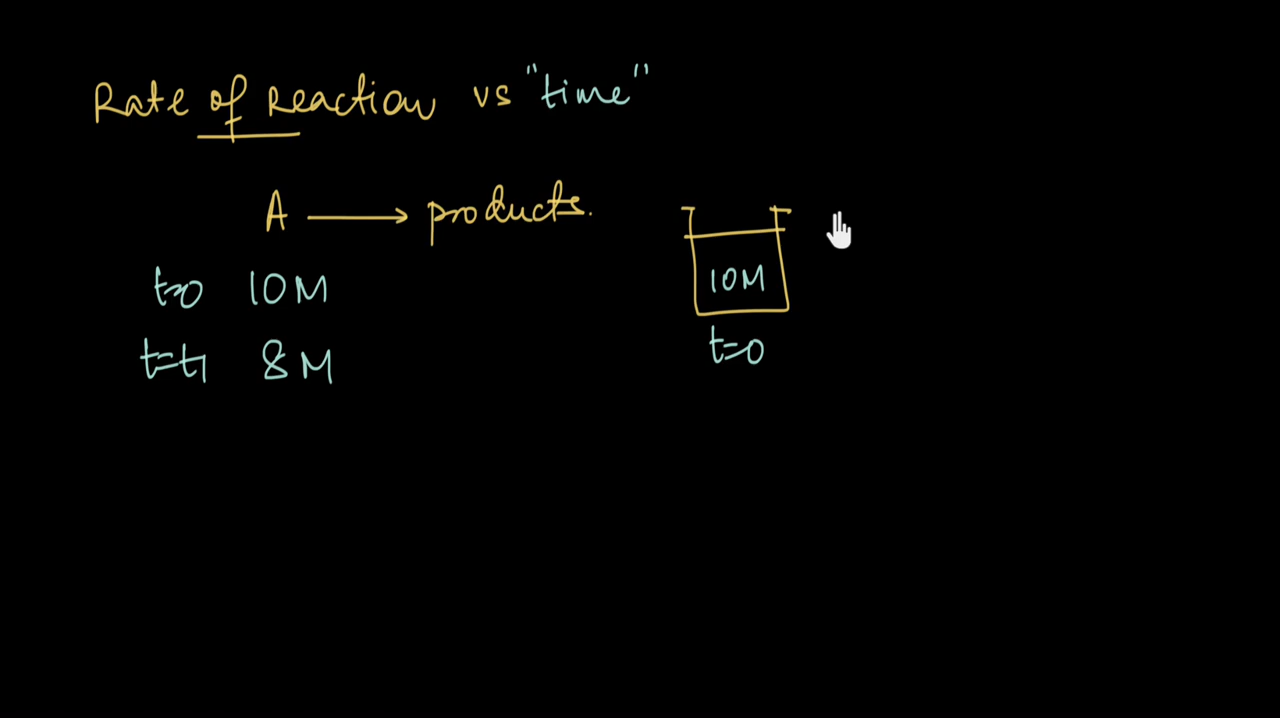 Rate of Reaction vs "time"
A → products.
t=0 10M
t=t1 8M
10M
t=0